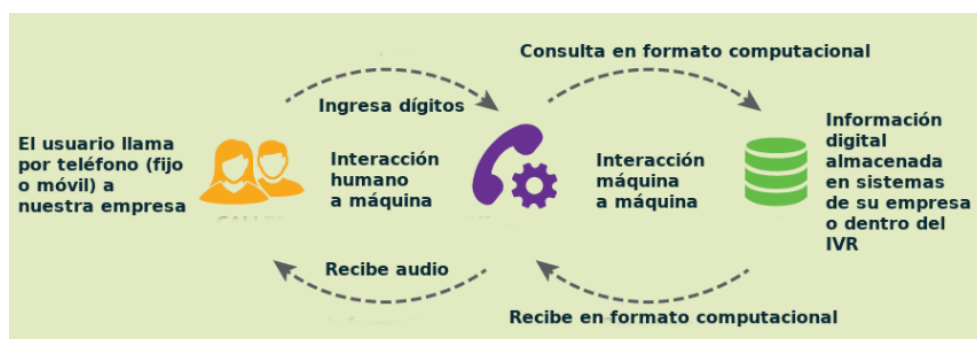 Consulta en formato computacional
Ingresa dígitos
El usuario llama
por teléfono (fijo
o móvil) a
nuestra empresa
Interacción
humano
a máquina
Interacción
máquina
a máquina
Información
digital
almacenada
en sistemas
de su empresa
o dentro del
IVR
Recibe audio
Recibe en formato computacional